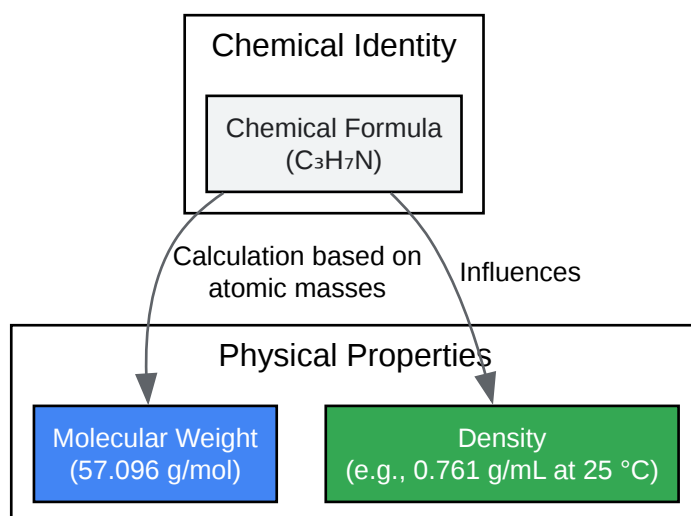 Chemical Identity
Chemical Formula
(C₃H₇N)
Calculation based on
atomic masses
Influences
Physical Properties
Molecular Weight
(57.096 g/mol)
Density
(e.g., 0.761 g/mL at 25 °C)